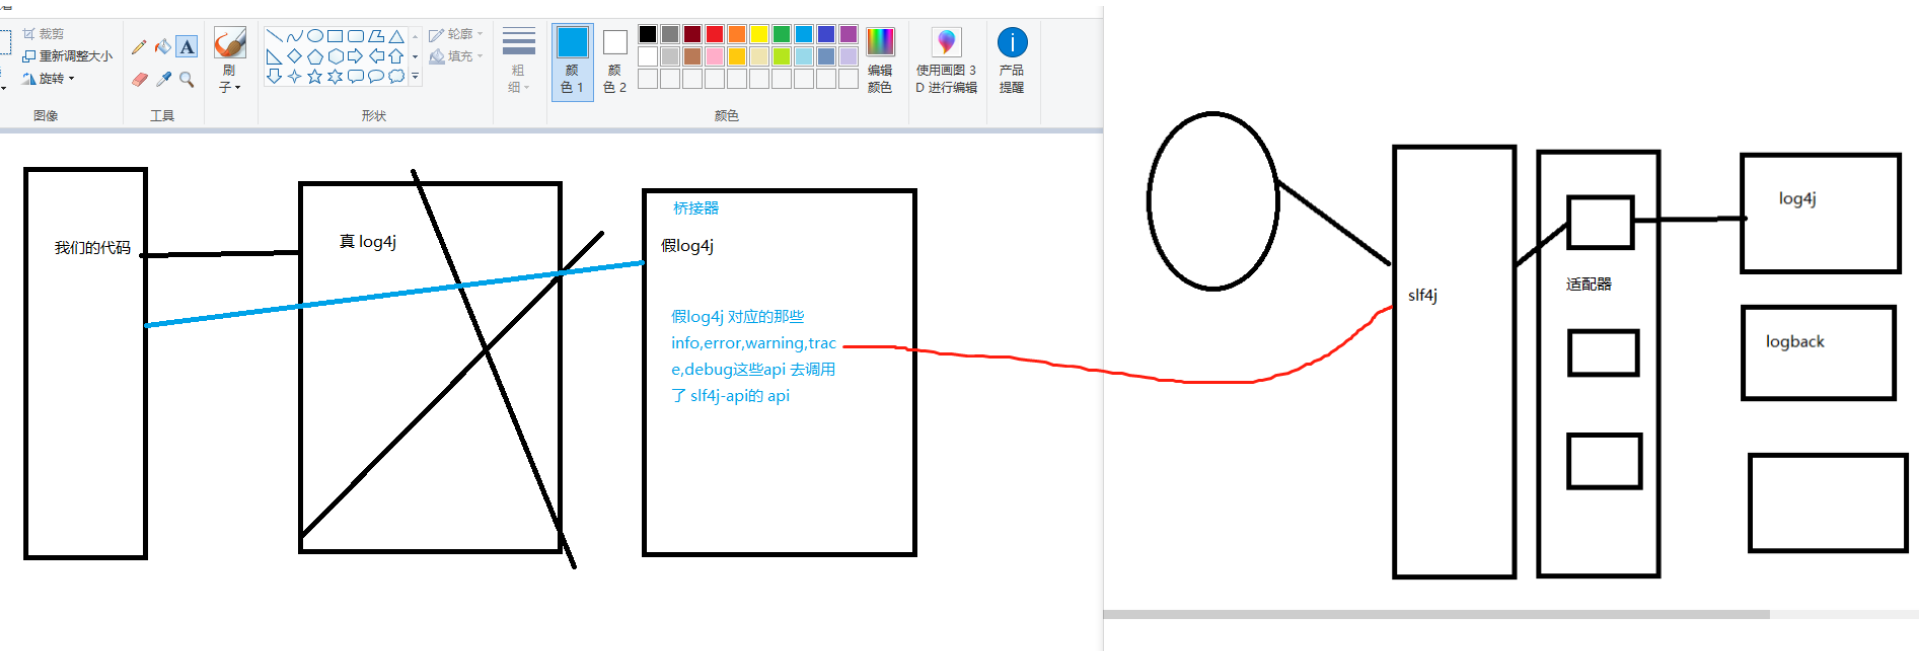 裁剪
重新调整大小
旋转
图像
A
工具
刷
子
形状
轮廓
填充
粗
细
颜
色 1
颜
色 2
颜色
编辑
颜色
使用画图 3
D 进行编辑
产品
提醒
我们的代码
真 log4j
桥接器
假log4j
假log4j 对应的那些
info,error,warning,trac
e,debug这些api 去调用
了 slf4j-api的 api
slf4j
适配器
log4j
logback